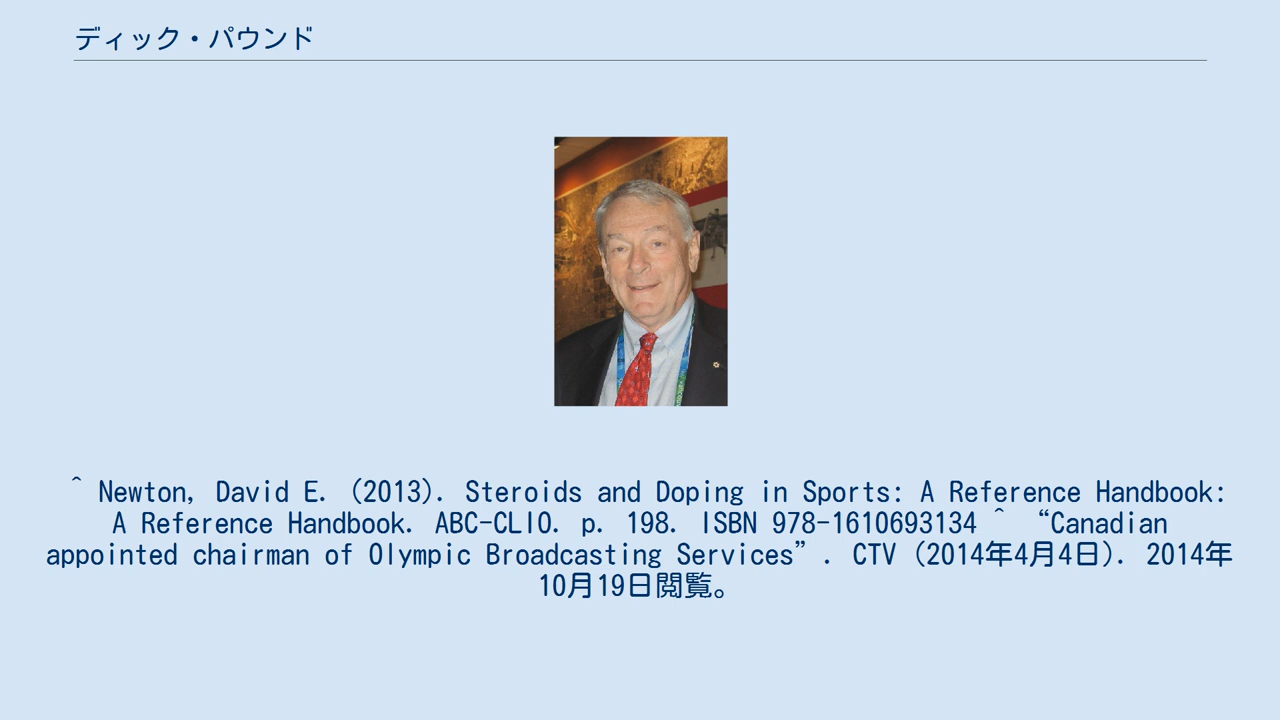 ディック・パウンド
^ Newton, David E. (2013). Steroids and Doping in Sports: A Reference Handbook:
A Reference Handbook. ABC-CLIO. p. 198. ISBN 978-1610693134 ^ “Canadian
appointed chairman of Olympic Broadcasting Services”. CTV (2014年4月4日). 2014年
10月19日閲覧。